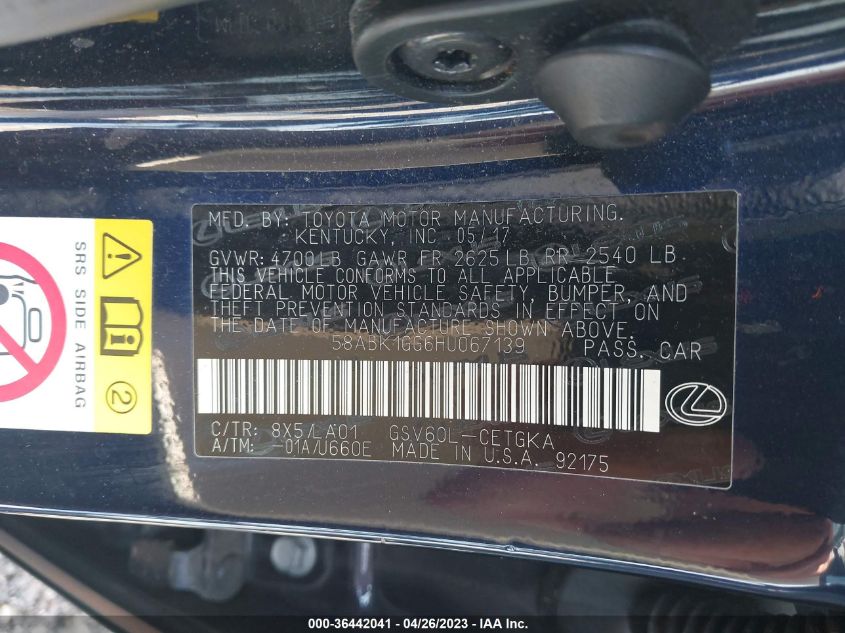 MFD. BY: TOYOTA MOTOR MANUFACTURING.
KENTUCKY, INC 05/17
GVWR: 4700LB GAWR FR 2625LB RR 2540 LB
THIS VEHICLE CONFORMS TO ALL APPLICABLE
FEDERAL MOTOR VEHICLE SAFETY, BUMPER, AND
THEFT PREVENTION STANDARDS IN EFFECT ON
THE DATE OF MANUFACTURE SHOWN ABOVE.
58ABK1GG6HU067139 PASS. CAR
C/TR: 8X5/LA01 GSV60L-CETGKA
A/TM: -01A/U660E MADE IN U.S.A. 92175
SRS SIDE AIRBAG
2
000-36442041 - 04/26/2023 - IAA Inc.